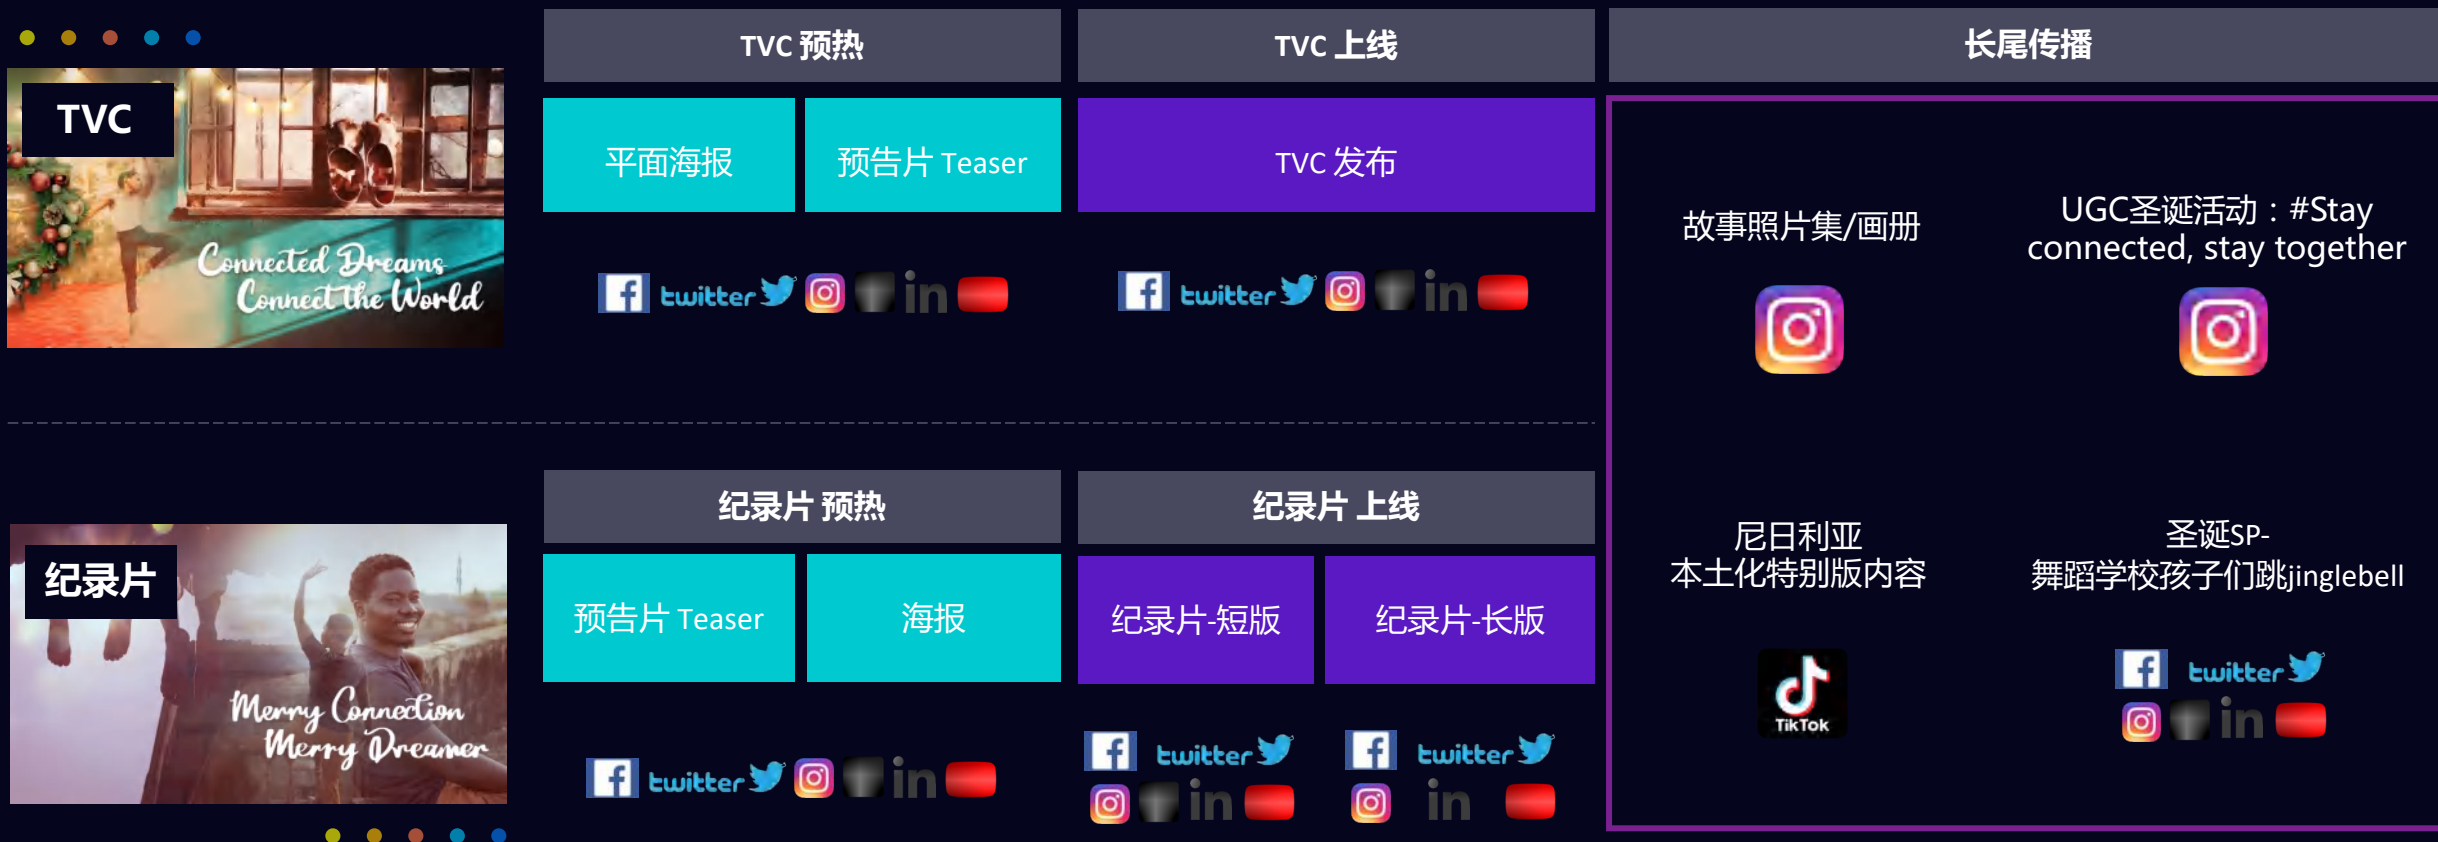 TVC 预热
TVC 上线
长尾传播
TVC
Connected Dreams
Connect the World
平面海报
预告片 Teaser
TVC 发布
twitter
in
twitter
in
故事照片集/画册
UGC圣诞活动：#Stay
connected, stay together
纪录片 预热
纪录片 上线
纪录片
Merry Connection
Merry Dreamer
预告片 Teaser
海报
纪录片-短版
纪录片-长版
twitter
in
twitter
in
twitter
in
尼日利亚
本土化特别版内容
TikTok
圣诞SP-
舞蹈学校孩子们跳jinglebell
twitter
in